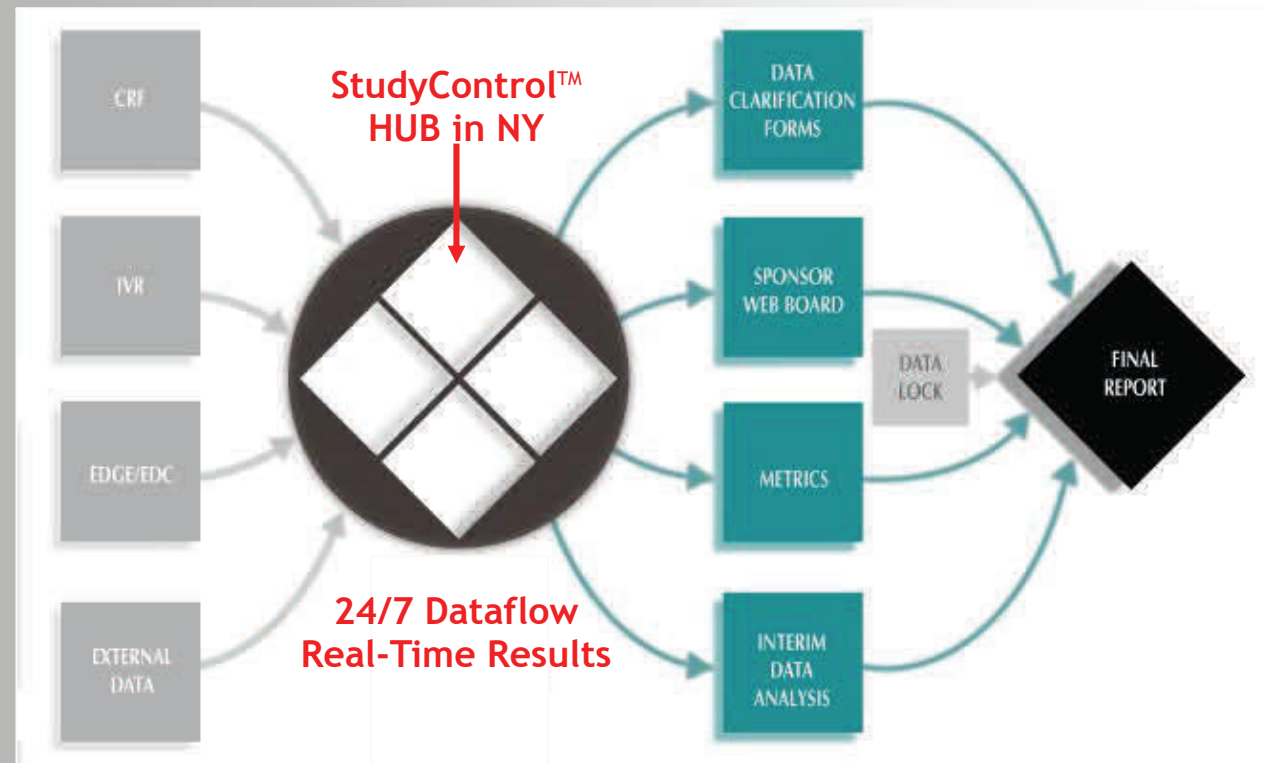 CRF
IVR
EDGE/EDC
EXTERNAL
DATA
StudyControl™
HUB in NY
24/7 Dataflow
Real-Time Results
DATA
CLARIFICATION
FORMS
SPONSOR
WEB BOARD
METRICS
INTERIM
DATA
ANALYSIS
DATA
LOCK
FINAL
REPORT